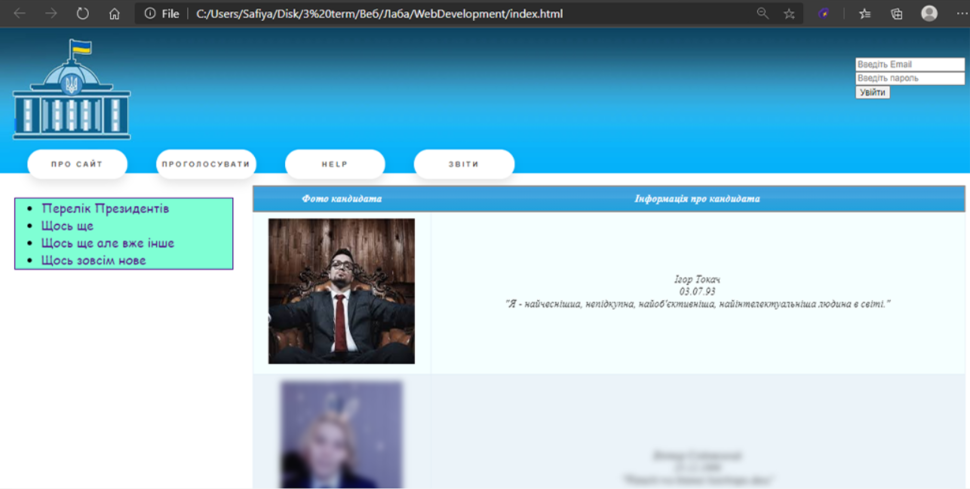 File
C:/Users/Safiya/Disk/3%20term/Веб/Лаба/WebDevelopment/index.html
Введіть Email
Введіть пароль
Увійти
ПРО САЙТ
ПРОГОЛОСУВАТИ
HELP
ЗВІТИ
Перелік Президентів
Щось ще
Щось ще але вже інше
Щось зовсім нове
Фото кандидата
Інформація про кандидата
Ігор Токач
03.07.93
"Я - найчесніша, непідкупна, найоб'єктивніша, найінтелектуальніша людина в світі."